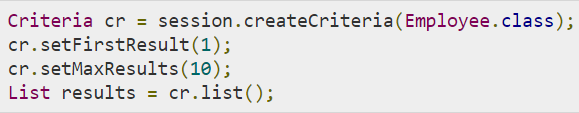 Criteria cr = session.createCriteria(Employee.class);
cr.setFirstResult(1);
cr.setMaxResults(10);
List results = cr.list();